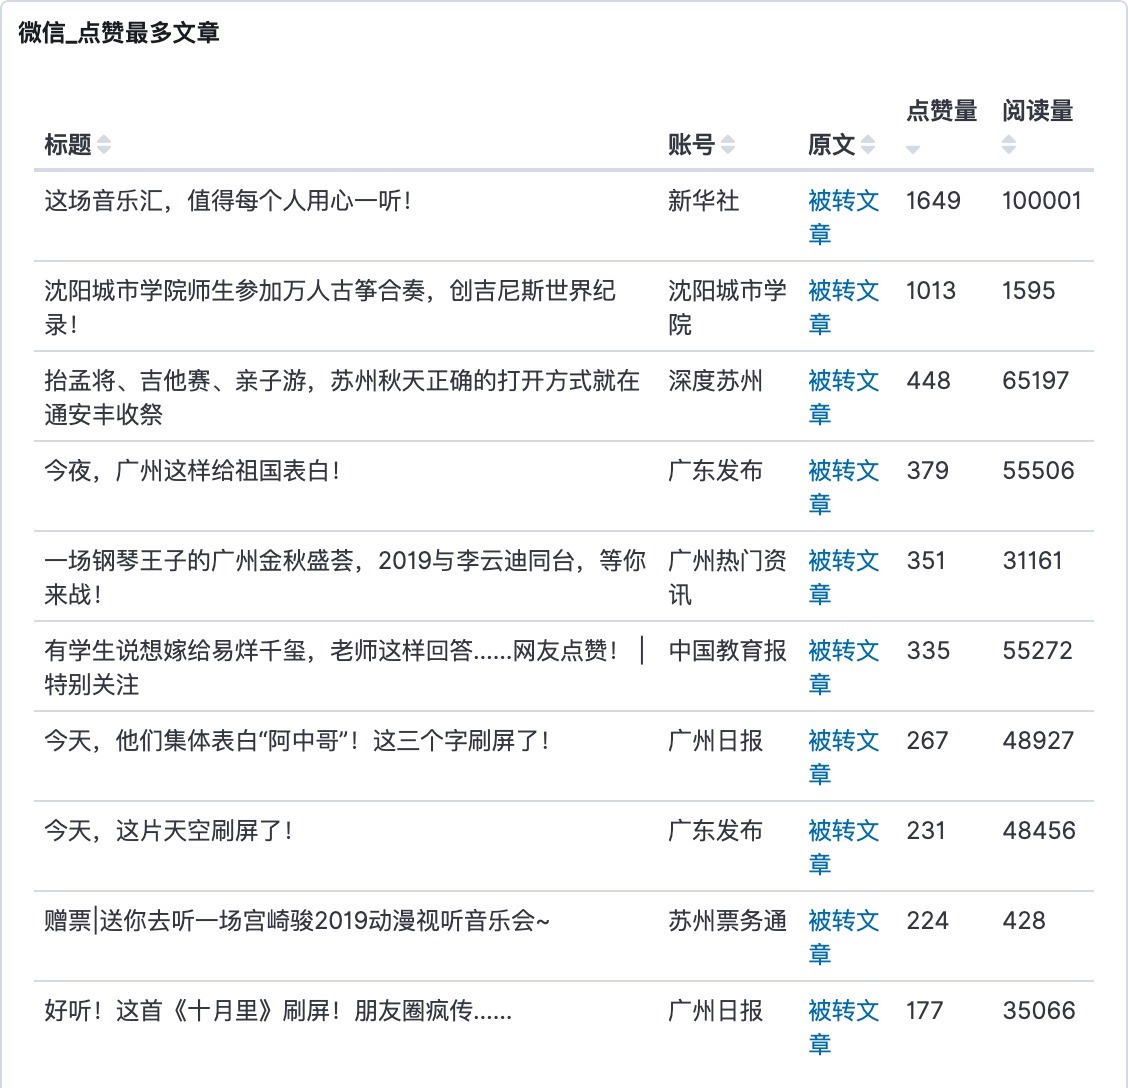 微信_点赞最多文章
点赞量 阅读量
标题 账号 原文
这场音乐汇，值得每个人用心一听！ 新华社 被转文 1649 100001
章
沈阳城市学院师生参加万人古筝合奏，创吉尼斯世界纪 沈阳城市学 被转文 1013 1595
录！ 院 章
抬孟将、吉他赛、亲子游，苏州秋天正确的打开方式就在 深度苏州 被转文 448 65197
通安丰收祭 章
今夜，广州这样给祖国表白！ 广东发布 被转文 379 55506
章
一场钢琴王子的广州金秋盛荟，2019与李云迪同台，等你 广州热门资 被转文 351 31161
来战！ 讯 章
有学生说想嫁给易烊千玺，老师这样回答……网友点赞！ | 中国教育报 被转文 335 55272
特别关注 章
今天，他们集体表白“阿中哥”！这三个字刷屏了！ 广州日报 被转文 267 48927
章
今天，这片天空刷屏了！ 广东发布 被转文 231 48456
章
赠票|送你去听一场宫崎骏2019动漫视听音乐会~ 苏州票务通 被转文 224 428
章
好听！这首《十月里》刷屏！朋友圈疯传…… 广州日报 被转文 177 35066
章